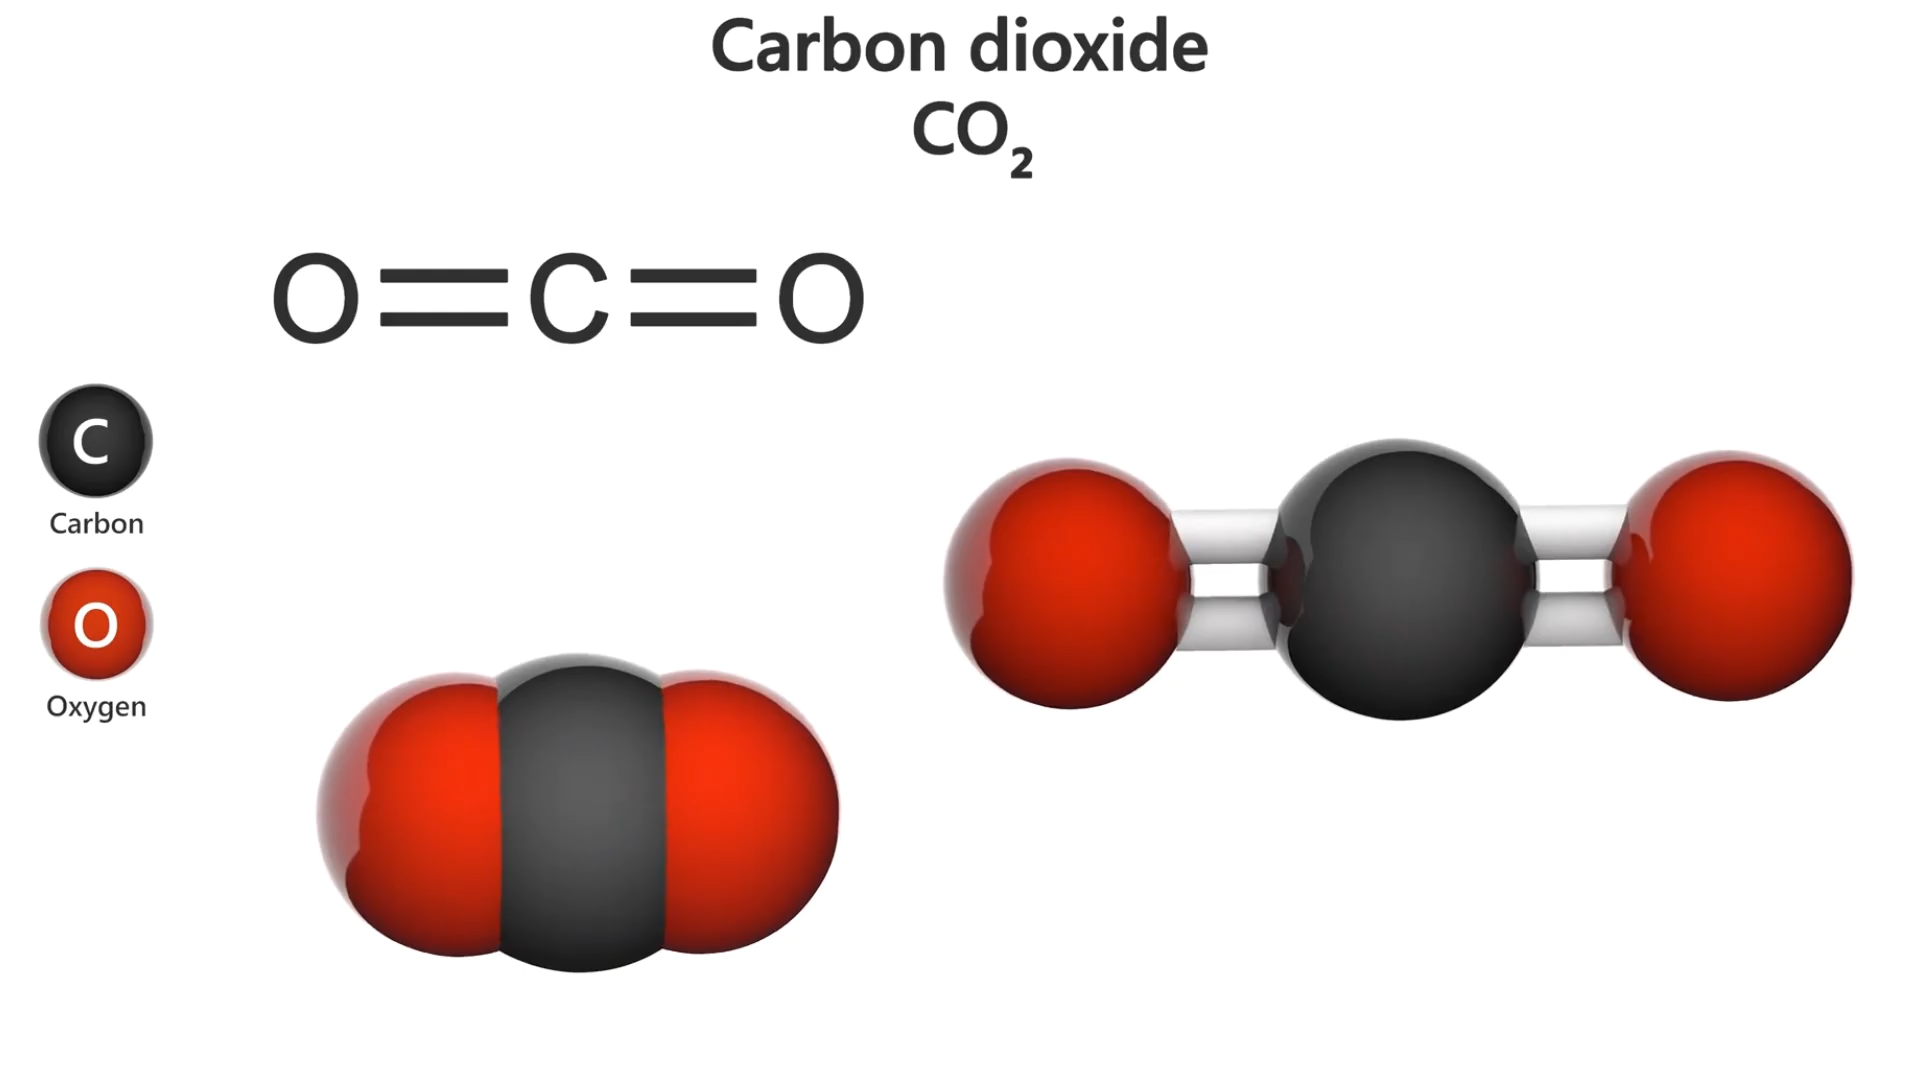 Carbon dioxide
CO₂
O=C=O
C
Carbon
O
Oxygen